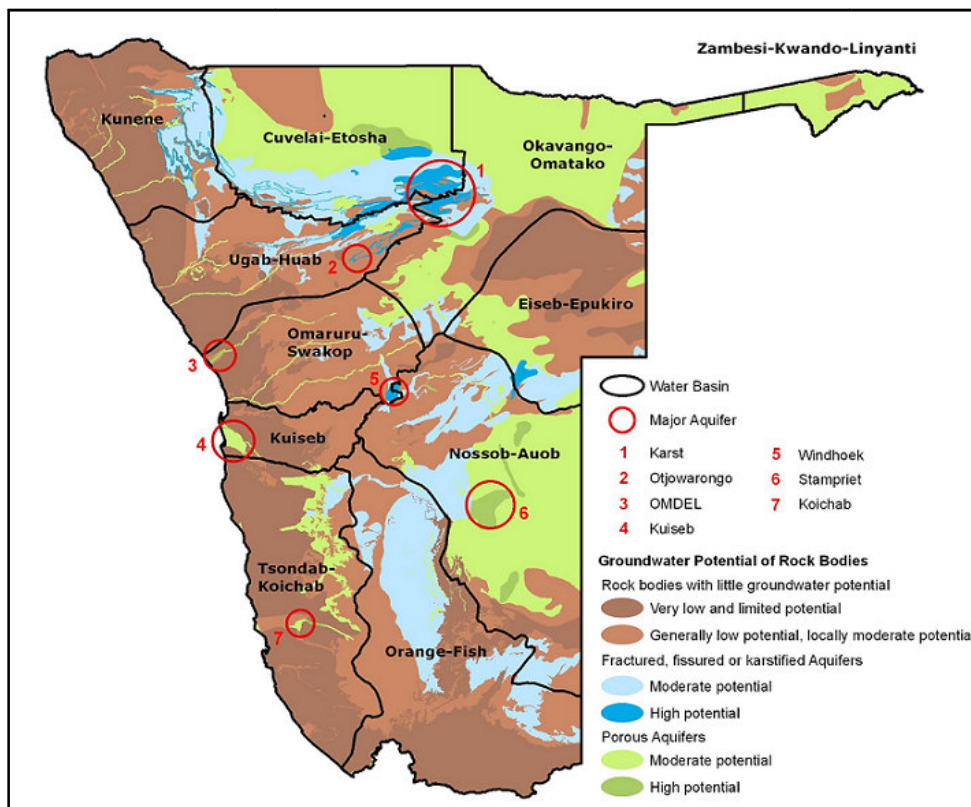 Zambesi-Kwando-Linyanti
Kunene
Cuvelai-Etosha
Okavango-
Omatako
1
Ugab-Huab
2
Eiseb-Epukiro
Omaruru-
Swakop
3
5
4
Kuiseb
Nossob-Auob
6
Tsondab-
Koichab
7
Orange-Fish
Water Basin
Major Aquifer
1 Karst
2 Otjowarongo
3 OMDEL
4 Kuiseb
5 Windhoek
6 Stampriet
7 Koichab
Groundwater Potential of Rock Bodies
Rock bodies with little groundwater potential
Very low and limited potential
Generally low potential, locally moderate potential
Fractured, fissured or karstified Aquifers
Moderate potential
High potential
Porous Aquifers
Moderate potential
High potential